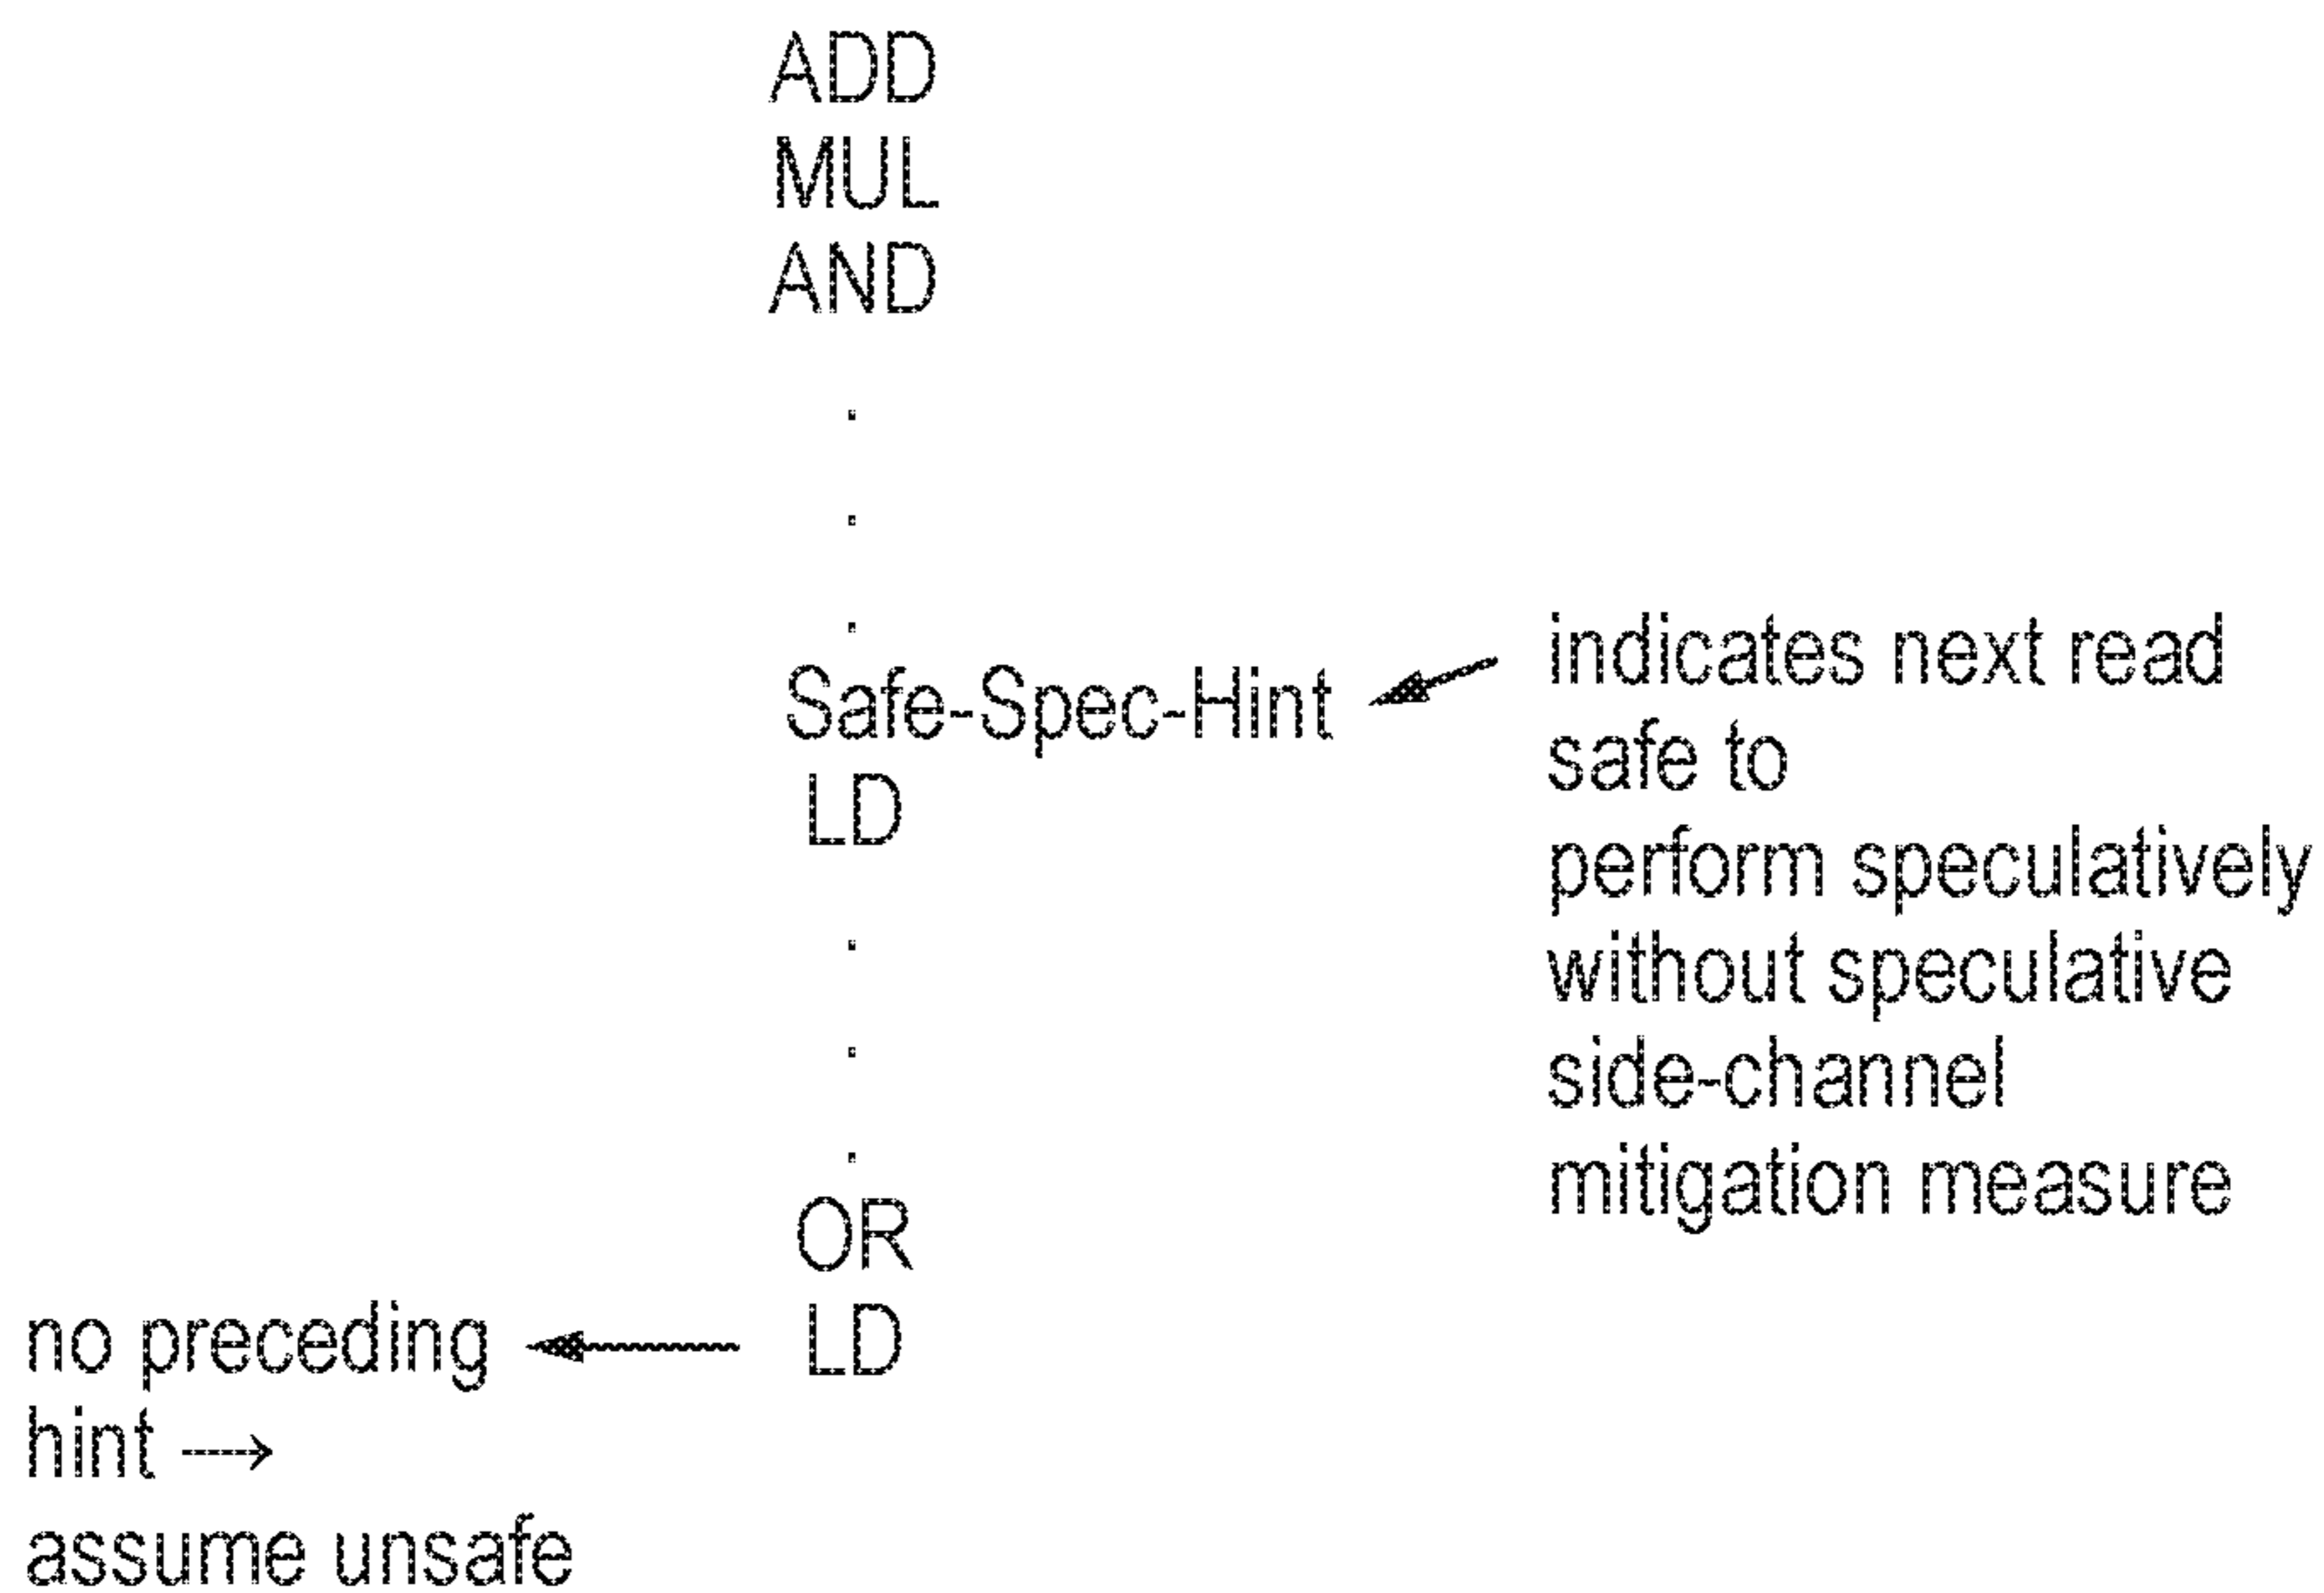 ADD
MUL
AND
.
.
.
Safe-Spec-Hint
indicates next read
safe to
perform speculatively
without speculative
side-channel
mitigation measure
LD
.
.
.
OR
LD
no preceding
hint →
assume unsafe